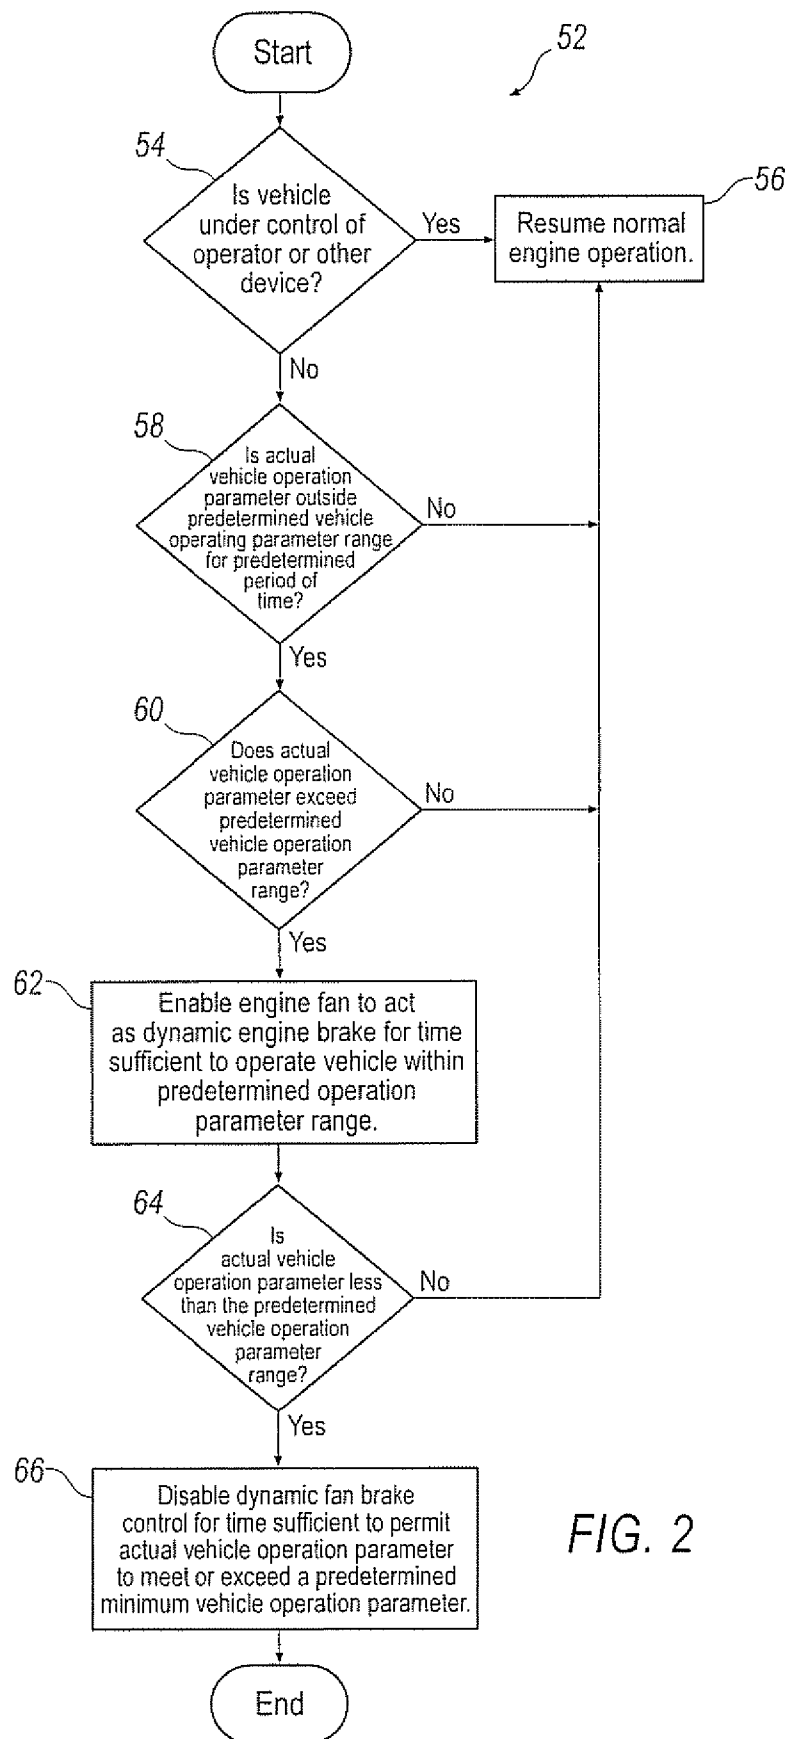 Start
52
54
Is vehicle
under control of
operator or other
device?
Yes
56
Resume normal
engine operation.
No
58
Is actual
vehicle operation
parameter outside
predetermined vehicle
operating parameter range
for predetermined
period of
time?
No
Yes
60
Does actual
vehicle operation
parameter exceed
predetermined
vehicle operation
parameter
range?
No
Yes
62
Enable engine fan to act
as dynamic engine brake for time
sufficient to operate vehicle within
predetermined operation
parameter range.
64
Is
actual vehicle
operation parameter less
than the predetermined
vehicle operation
parameter
range?
No
Yes
66
Disable dynamic fan brake
control for time sufficient to permit
actual vehicle operation parameter
to meet or exceed a predetermined
minimum vehicle operation parameter.
FIG. 2
End